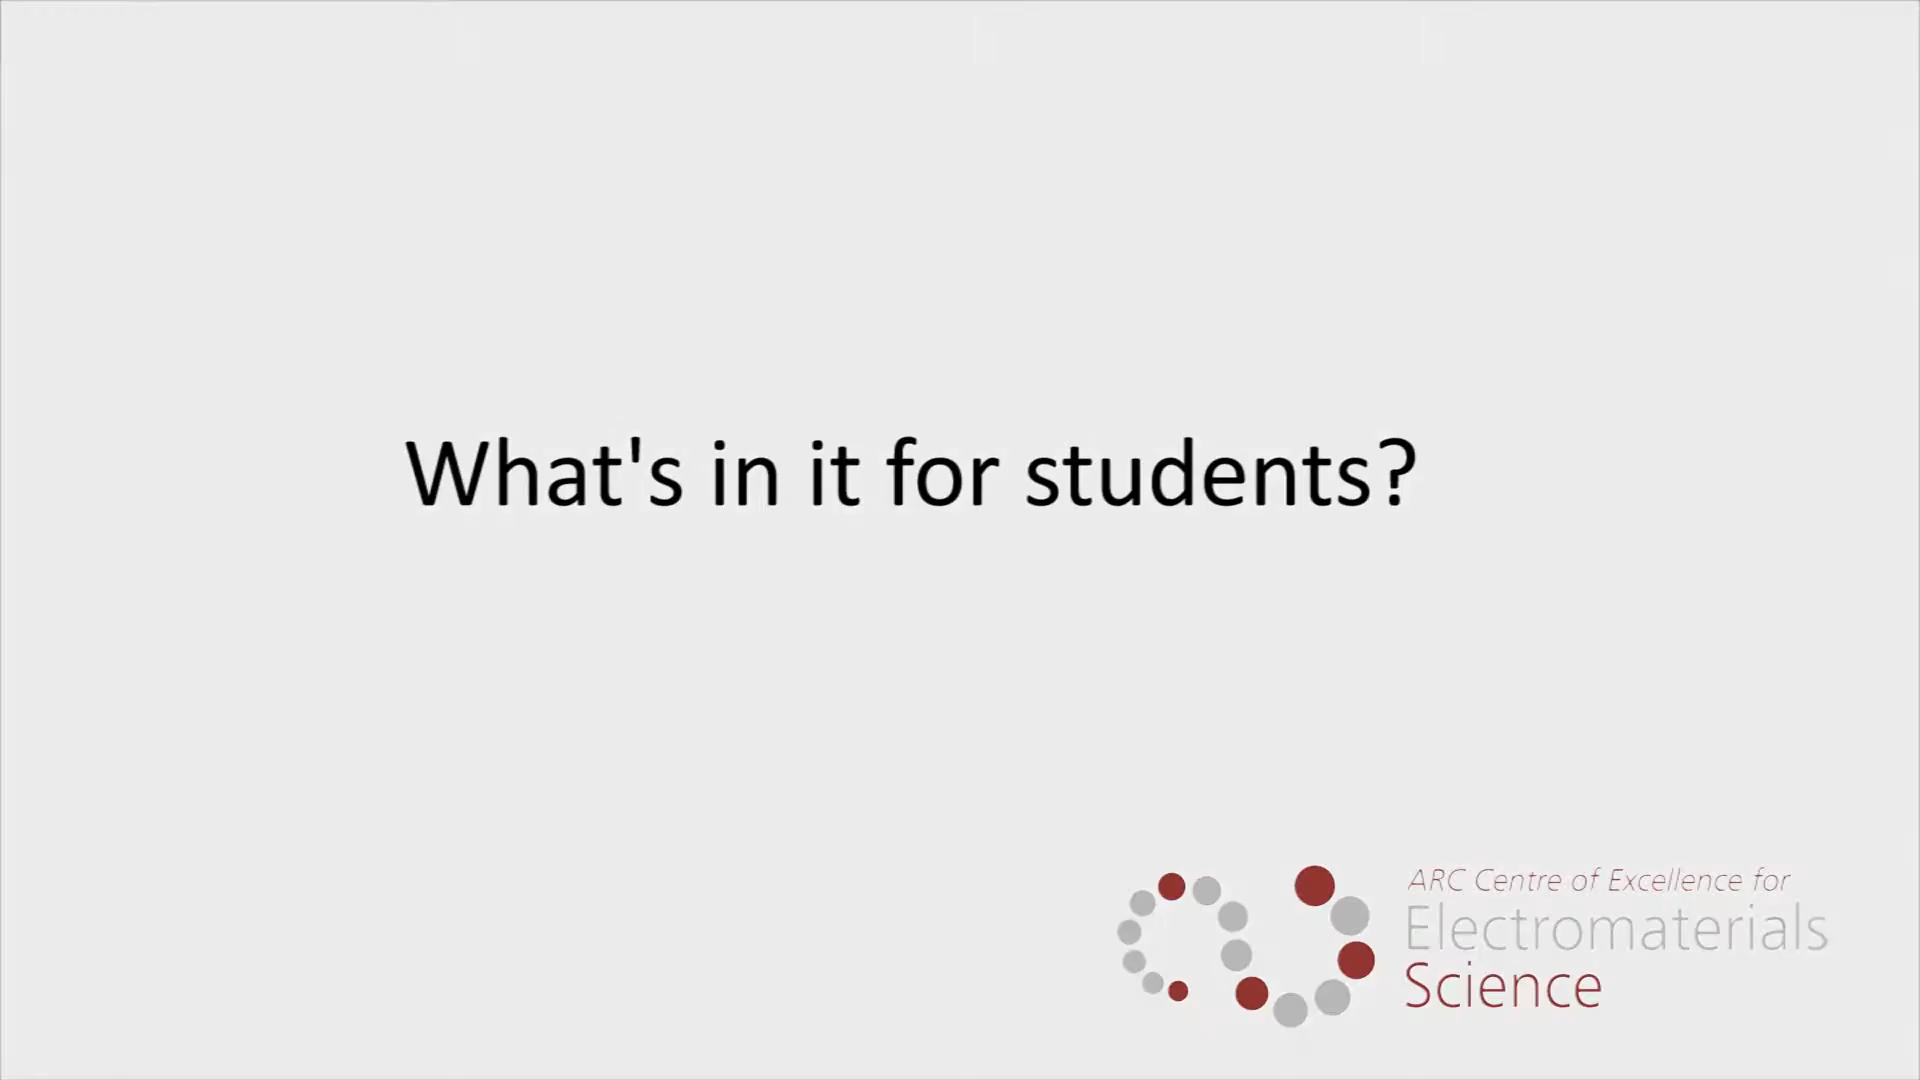 What's in it for students?
ARC Centre of Excellence for
Electromaterials
Science